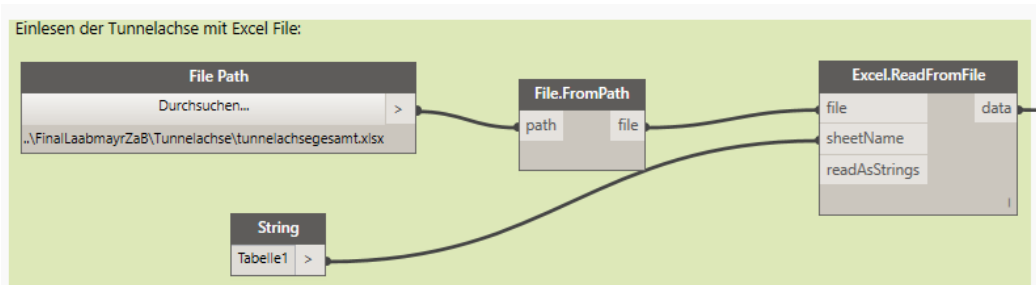 Einlesen der Tunnelachse mit Excel File:
File Path
Durchsuchen...
>
..\FinalLaabmayrZaB\Tunnelachse\tunnelachsegesamt.xlsx
File.FromPath
path file
Excel.ReadFromFile
file data
sheetName
readAsStrings
l
String
Tabelle1 >